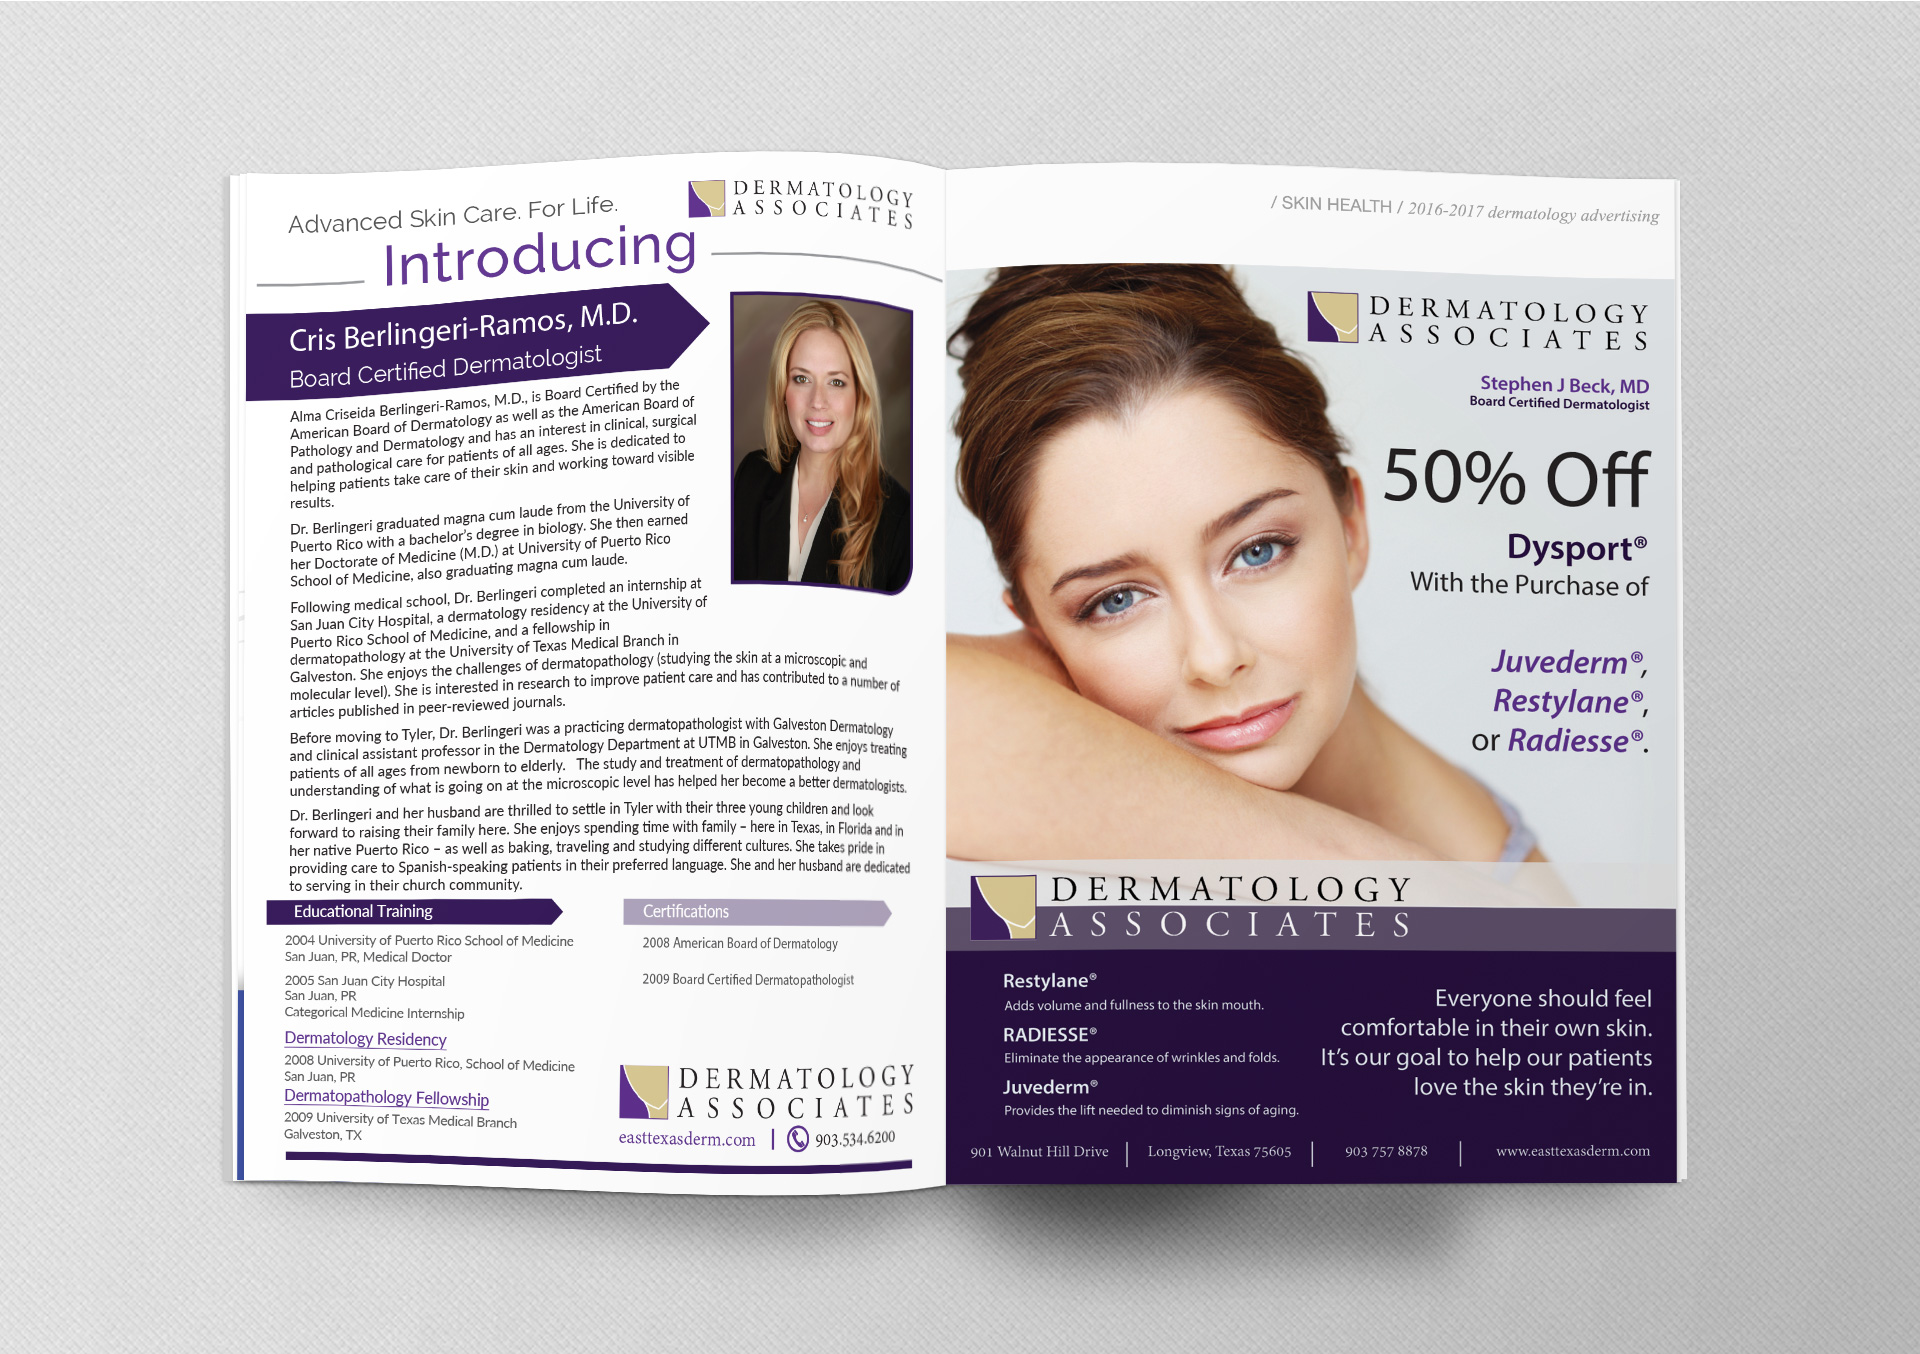 Advanced Skin Care. For Life.
DERMATOLOGY
ASSOCIATES
Introducing
Cris Berlingeri-Ramos, M.D.
Board Certified Dermatologist
Alma Criseida Berlingeri-Ramos, M.D., is Board Certified by the
American Board of Dermatology as well as the American Board of
Pathology and Dermatology and has an interest in clinical, surgical
and pathological care for patients of all ages. She is dedicated to
helping patients take care of their skin and working toward visible
results.
Dr. Berlingeri graduated magna cum laude from the University of
Puerto Rico with a bachelor's degree in biology. She then earned
her Doctorate of Medicine (M.D.) at University of Puerto Rico
School of Medicine, also graduating magna cum laude.
Following medical school, Dr. Berlingeri completed an internship at
San Juan City Hospital, a dermatology residency at the University of
Puerto Rico School of Medicine, and a fellowship in
dermatopathology at the University of Texas Medical Branch in
Galveston. She enjoys the challenges of dermatopathology (studying the skin at a microscopic and
molecular level). She is interested in research to improve patient care and has contributed to a number of
articles published in peer-reviewed journals.
Before moving to Tyler, Dr. Berlingeri was a practicing dermatopathologist with Galveston Dermatology
and clinical assistant professor in the Dermatology Department at UTMB in Galveston. She enjoys treating
patients of all ages from newborn to elderly. The study and treatment of dermatopathology and
understanding of what is going on at the microscopic level has helped her become a better dermatologists.
Dr. Berlingeri and her husband are thrilled to settle in Tyler with their three young children and look
forward to raising their family here. She enjoys spending time with family – here in Texas, in Florida and in
her native Puerto Rico – as well as baking, traveling and studying different cultures. She takes pride in
providing care to Spanish-speaking patients in their preferred language. She and her husband are dedicated
to serving in their church community.
Educational Training
2004 University of Puerto Rico School of Medicine
San Juan, PR, Medical Doctor
2005 San Juan City Hospital
San Juan, PR
Categorical Medicine Internship
Dermatology Residency
2008 University of Puerto Rico, School of Medicine
San Juan, PR
Dermatopathology Fellowship
2009 University of Texas Medical Branch
Galveston, TX
Certifications
2008 American Board of Dermatology
2009 Board Certified Dermatopathologist
DERMATOLOGY
ASSOCIATES
easttexasderm.com | 903.534.6200
/ SKIN HEALTH / 2016-2017 dermatology advertising
DERMATOLOGY
ASSOCIATES
Stephen J Beck, MD
Board Certified Dermatologist
50% Off
Dysport®
With the Purchase of
Juvederm®,
Restylane®,
or Radiesse®.
DERMATOLOGY
ASSOCIATES
Restylane®
Adds volume and fullness to the skin mouth.
RADIESSE®
Eliminate the appearance of wrinkles and folds.
Juvederm®
Provides the lift needed to diminish signs of aging.
Everyone should feel
comfortable in their own skin.
It's our goal to help our patients
love the skin they're in.
901 Walnut Hill Drive | Longview, Texas 75605 | 903 757 8878 | www.easttexasderm.com